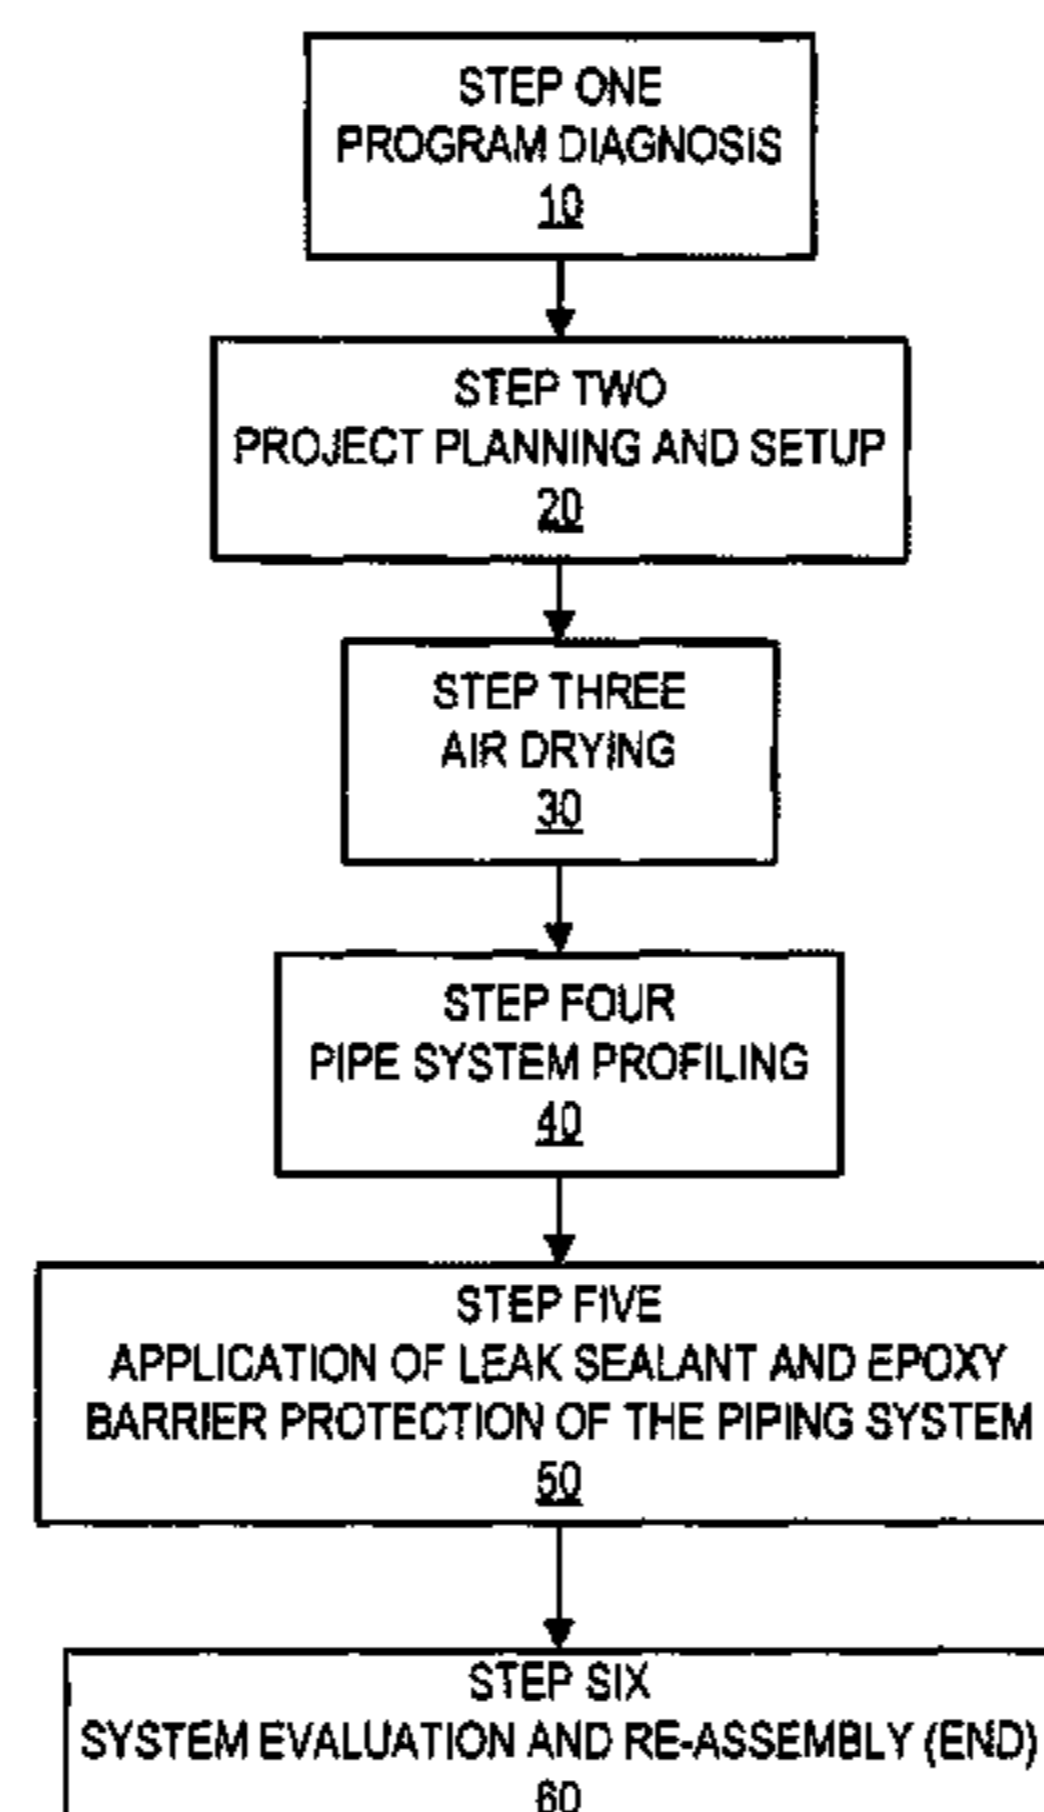 STEP ONE
PROGRAM DIAGNOSIS
10
STEP TWO
PROJECT PLANNING AND SETUP
20
STEP THREE
AIR DRYING
30
STEP FOUR
PIPE SYSTEM PROFILING
40
STEP FIVE
APPLICATION OF LEAK SEALANT AND EPOXY
BARRIER PROTECTION OF THE PIPING SYSTEM
50
STEP SIX
SYSTEM EVALUATION AND RE-ASSEMBLY (END)
60